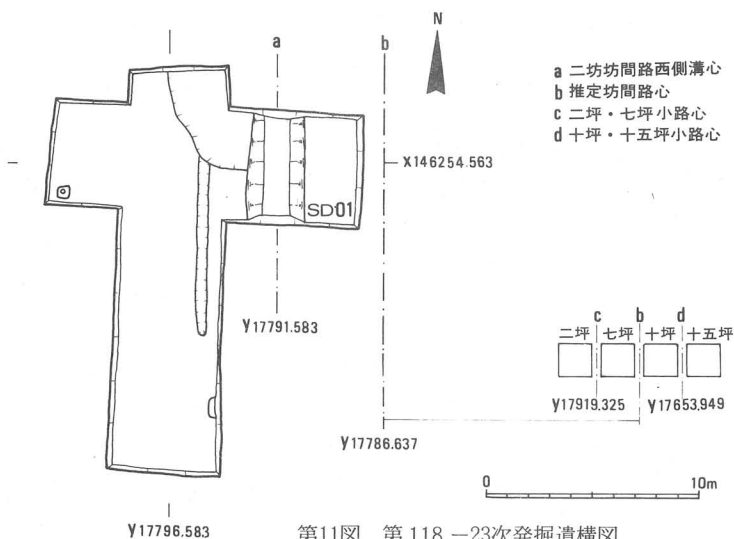 N
a
b
a 二坊坊間路西側溝心
b 推定坊間路心
c 二坪・七坪小路心
d 十坪・十五坪小路心
X146254.563
SD01
Y17791.583
c b d
二坪 七坪 十坪 十五坪
Y17919.325 Y17653.949
Y17786.637
0 10m
Y17796.583
第11図 第118-23次発掘遺構図